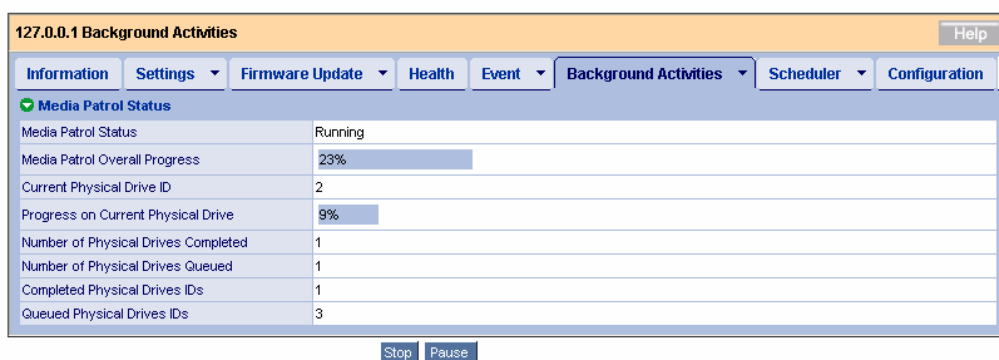 127.0.0.1 Background Activities Help
Information Settings Firmware Update Health Event Background Activities Scheduler Configuration
Media Patrol Status
Media Patrol Status Running
Media Patrol Overall Progress 23%
Current Physical Drive ID 2
Progress on Current Physical Drive 9%
Number of Physical Drives Completed 1
Number of Physical Drives Queued 1
Completed Physical Drives IDs 1
Queued Physical Drives IDs 3
Stop Pause